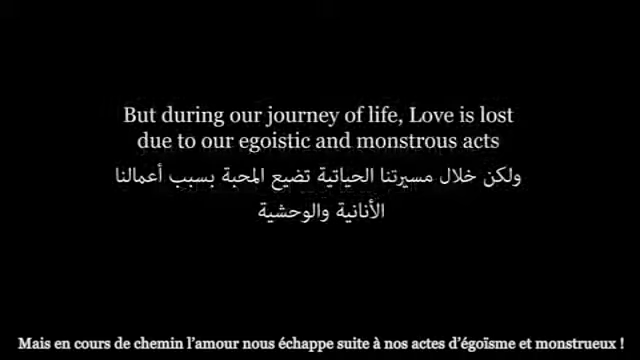 But during our journey of life, Love is lost
due to our egoistic and monstrous acts
ولكن خلال مسيرتنا الحياتية تضيع المحبة بسبب أعمالنا
الأنانية والوحشية
Mais en cours de chemin l’amour nous échappe suite à nos actes d’égoïsme et monstrueux !